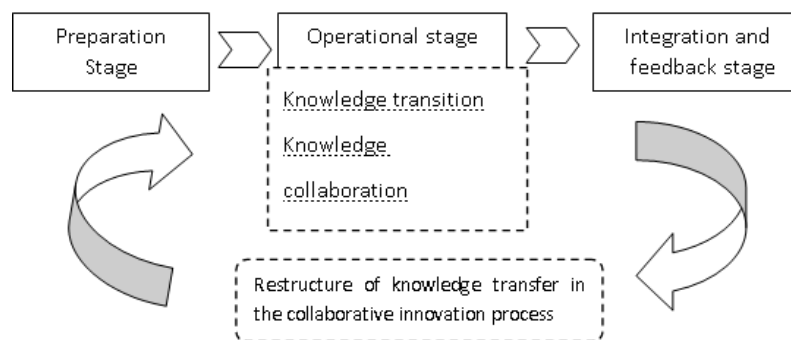 Preparation
Stage
Operational stage
Integration and
feedback stage
Knowledge transition
Knowledge
collaboration
Restructure of knowledge transfer in
the collaborative innovation process